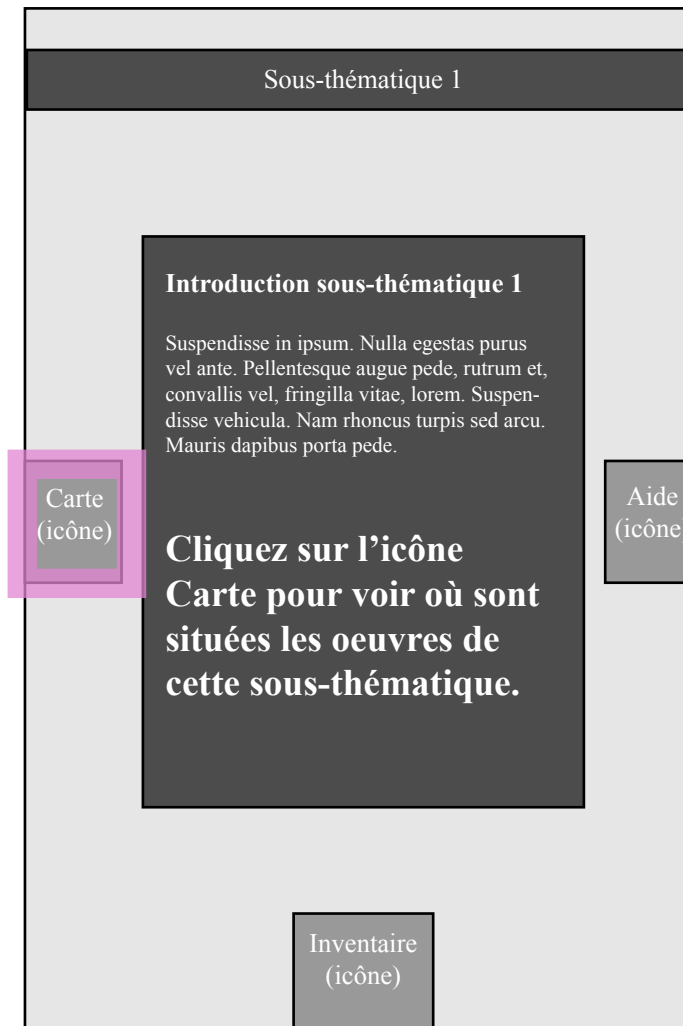 Sous-thématique 1
Introduction sous-thématique 1
Suspendisse in ipsum. Nulla egestas purus
vel ante. Pellentesque augue pede, rutrum et,
convallis vel, fringilla vitae, lorem. Suspen-
disse vehicula. Nam rhoncus turpis sed arcu.
Mauris dapibus porta pede.
Carte
(icône)
Cliquez sur l’icône
Carte pour voir où sont
situées les oeuvres de
cette sous-thématique.
Aide
(icône)
Inventaire
(icône)